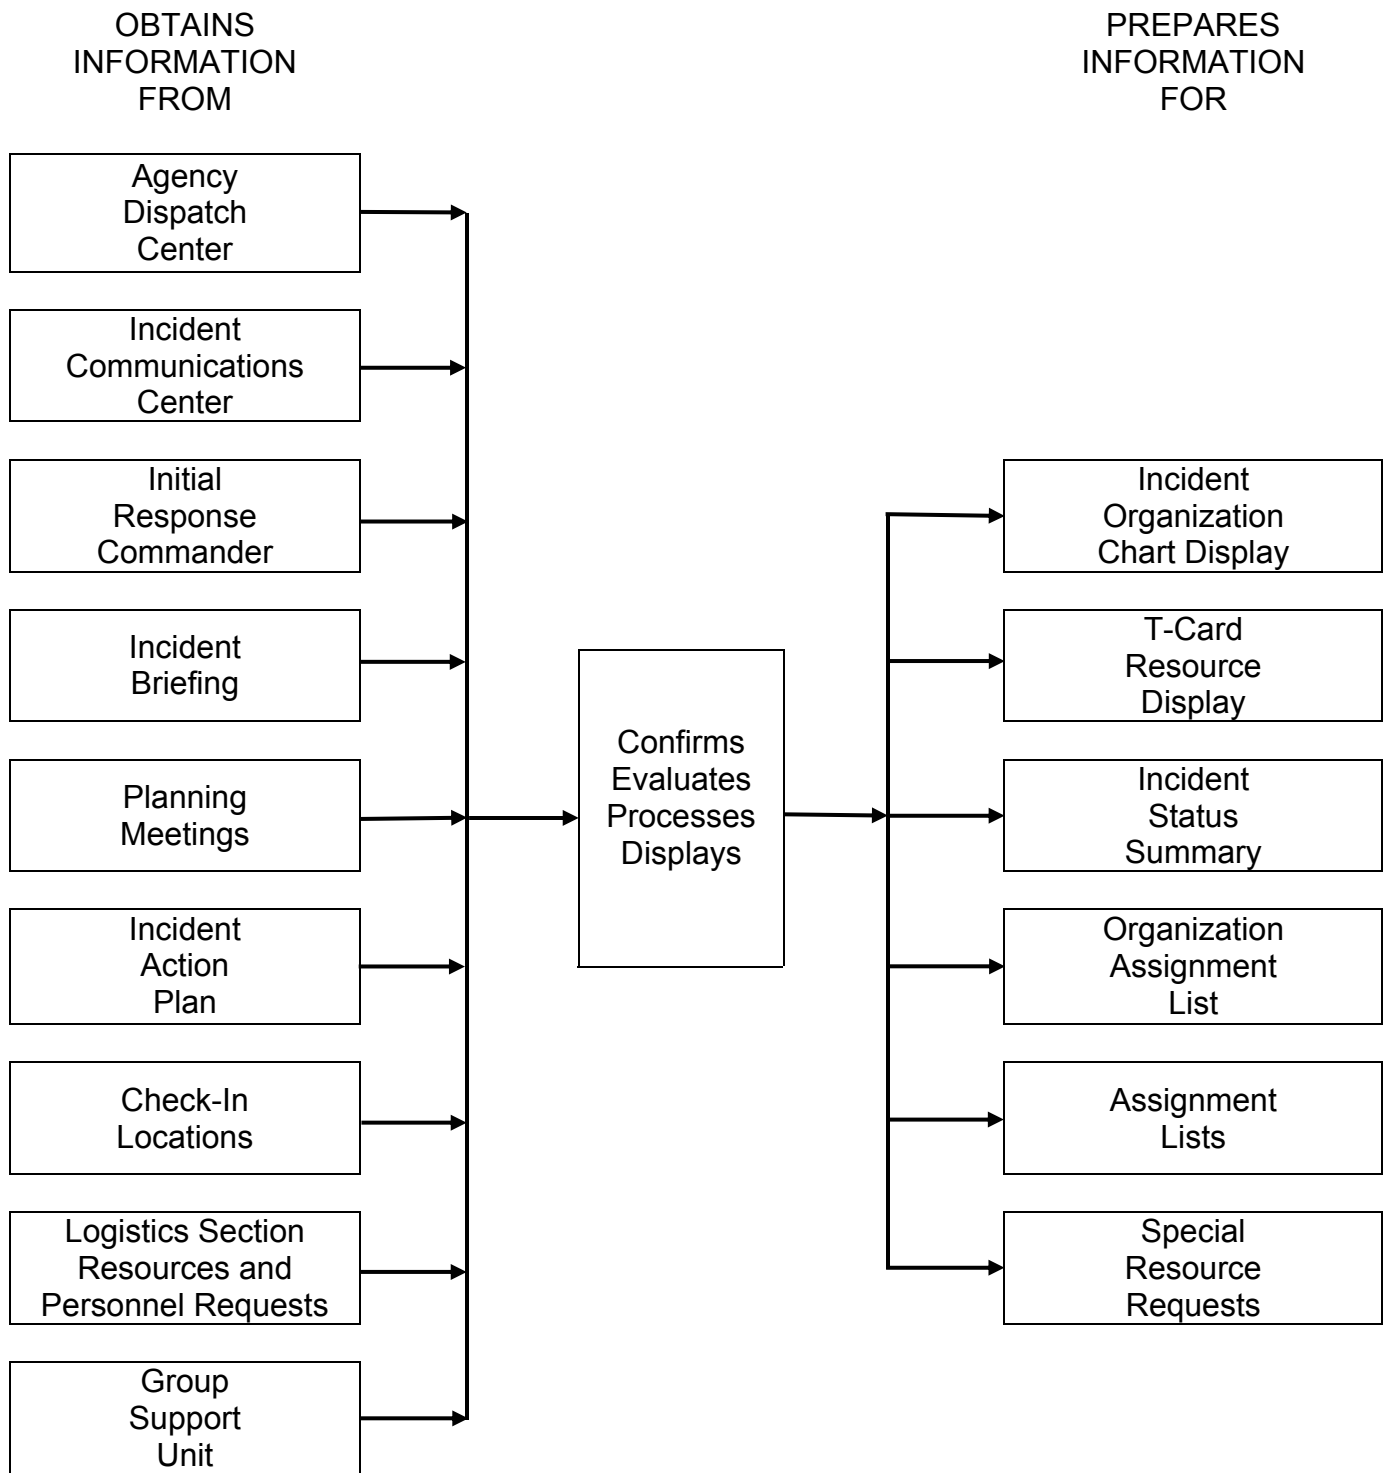 OBTAINS
INFORMATION
FROM
PREPARES
INFORMATION
FOR
Agency
Dispatch
Center
Incident
Communications
Center
Initial
Response
Commander
Incident
Briefing
Planning
Meetings
Incident
Action
Plan
Check-In
Locations
Logistics Section
Resources and
Personnel Requests
Group
Support
Unit
Confirms
Evaluates
Processes
Displays
Incident
Organization
Chart Display
T-Card
Resource
Display
Incident
Status
Summary
Organization
Assignment
List
Assignment
Lists
Special
Resource
Requests